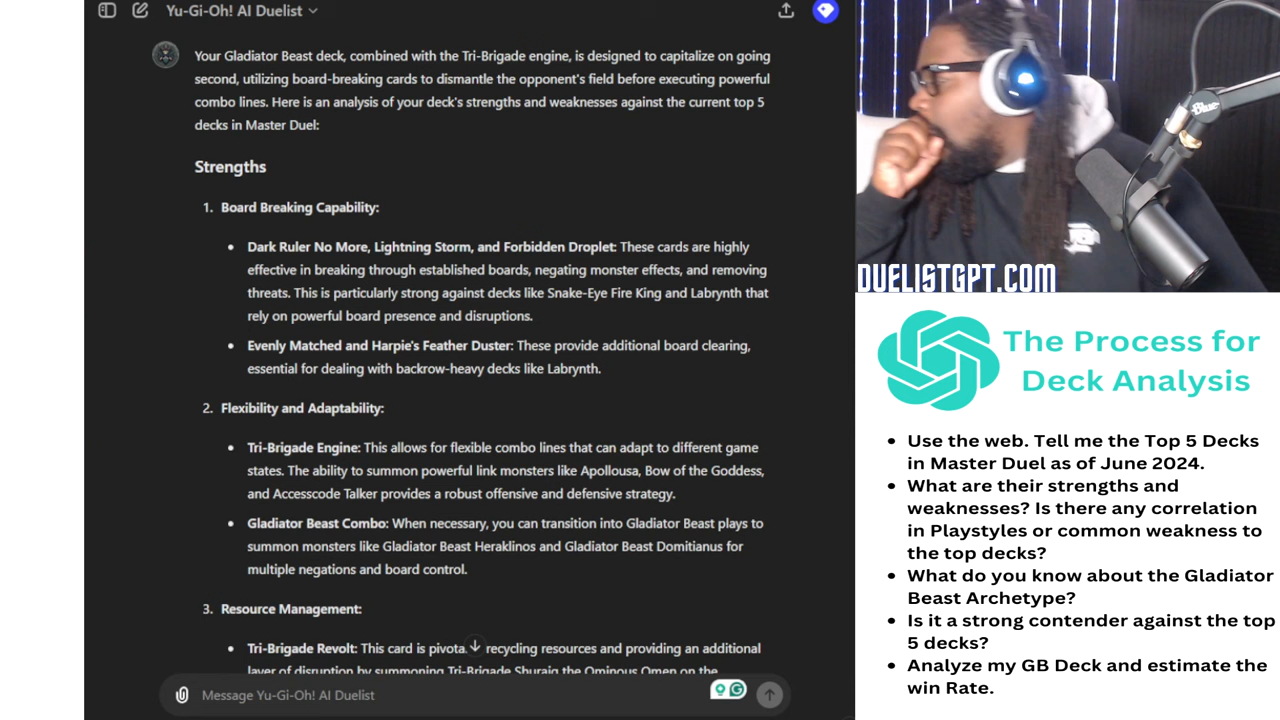 Yu-Gi-Oh! AI Duelist
Your Gladiator Beast deck, combined with the Tri-Brigade engine, is designed to capitalize on going
second, utilizing board-breaking cards to dismantle the opponent's field before executing powerful
combo lines. Here is an analysis of your deck's strengths and weaknesses against the current top 5
decks in Master Duel:
Strengths
1. Board Breaking Capability:
• Dark Ruler No More, Lightning Storm, and Forbidden Droplet: These cards are highly
effective in breaking through established boards, negating monster effects, and removing
threats. This is particularly strong against decks like Snake-Eye Fire King and Labrynth that
rely on powerful board presence and disruptions.
• Evenly Matched and Harpie's Feather Duster: These provide additional board clearing,
essential for dealing with backrow-heavy decks like Labrynth.
2. Flexibility and Adaptability:
• Tri-Brigade Engine: This allows for flexible combo lines that can adapt to different game
states. The ability to summon powerful link monsters like Apollousa, Bow of the Goddess,
and Accesscode Talker provides a robust offensive and defensive strategy.
• Gladiator Beast Combo: When necessary, you can transition into Gladiator Beast plays to
summon monsters like Gladiator Beast Heraklinos and Gladiator Beast Domitianus for
multiple negations and board control.
3. Resource Management:
• Tri-Brigade Revolt: This card is pivota recycling resources and providing an additional
layer of disruption by summoning Tri-Brigade Shuraig the Ominous Omen on the
Message Yu-Gi-Oh! AI Duelist
Blue
DUELISTGPT.COM
The Process for
Deck Analysis
• Use the web. Tell me the Top 5 Decks
in Master Duel as of June 2024.
• What are their strengths and
weaknesses? Is there any correlation
in Playstyles or common weakness to
the top decks?
• What do you know about the Gladiator
Beast Archetype?
• Is it a strong contender against the top
5 decks?
• Analyze my GB Deck and estimate the
win Rate.